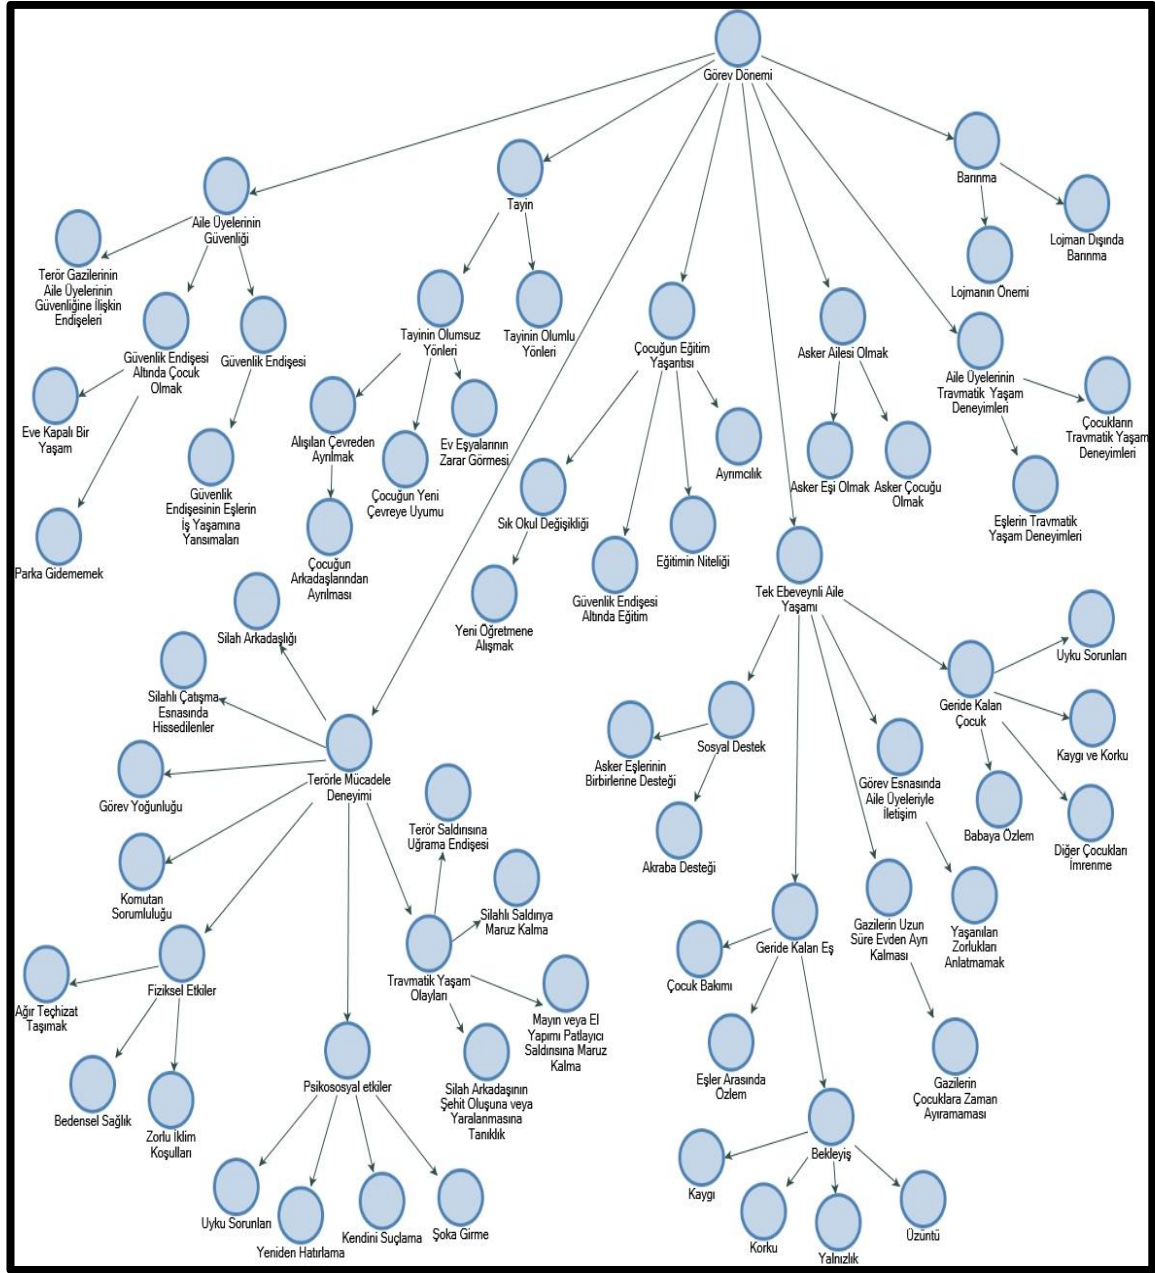 Görev Dönemi
Aile Üyelerinin
Güvenliği
Tayin
Barınma
Terör Gazilerinin
Aile Üyelerinin
Güvenliğine İlişkin
Endişeleri
Lojman Dışında
Barınma
Lojmanın Önemi
Güvenlik Endişesi
Altında Çocuk
Olmak
Güvenlik Endişesi
Tayinin Olumsuz
Yönleri
Tayinin Olumlu
Yönleri
Çocuğun Eğitim
Yaşantısı
Asker Ailesi Olmak
Aile Üyelerinin
Travmatik Yaşam
Deneyimleri
Çocukların
Travmatik Yaşam
Deneyimleri
Eve Kapalı Bir
Yaşam
Alışılan Çevreden
Ayrılmak
Ev Eşyalarının
Zarar Görmesi
Ayrımcılık
Asker Eşi Olmak
Asker Çocuğu
Olmak
Güvenlik
Endişesinin Eşlerin
İş Yaşamına
Yansımaları
Çocuğun Yeni
Çevreye Uyumu
Sık Okul Değişikliği
Eşlerin Travmatik
Yaşam Deneyimleri
Parka Gidememek
Çocuğun
Arkadaşlarından
Ayrılması
Eğitimin Niteliği
Güvenlik Endişesi
Altında Eğitim
Yeni Öğretmene
Alışmak
Tek Ebeveynli Aile
Yaşamı
Silah Arkadaşlığı
Silahlı Çatışma
Esnasında
Hissedilenler
Uyku Sorunları
Geride Kalan
Çocuk
Kaygı ve Korku
Sosyal Destek
Asker Eşlerinin
Birbirlerine Desteği
Görev Esnasında
Aile Üyeleriyle
İletişim
Terörle Mücadele
Deneyimi
Görev Yoğunluğu
Terör Saldırısına
Uğrama Endişesi
Babaya Özlem
Diğer Çocukları
İmrenme
Akraba Desteği
Komutan
Sorumluluğu
Silahlı Saldırıya
Maruz Kalma
Gazilerin Uzun
Süre Evden Ayrı
Kalması
Yaşanılan
Zorlukları
Anlatmamak
Geride Kalan Eş
Fiziksel Etkiler
Travmatik Yaşam
Olayları
Çocuk Bakımı
Ağır Teçhizat
Taşımak
Mayın veya El
Yapımı Patlayıcı
Saldırısına Maruz
Kalma
Psikososyal etkiler
Silah Arkadaşının
Şehit Oluşuna veya
Yaralanmasına
Tanıklık
Eşler Arasında
Özlem
Gazilerin
Çocuklara Zaman
Ayıramaması
Bedensel Sağlık
Zorlu İklim
Koşulları
Bekleyiş
Kaygı
Uyku Sorunları
Yeniden Hatırlama
Kendini Suçlama
Şoka Girme
Korku
Yalnızlık
Üzüntü